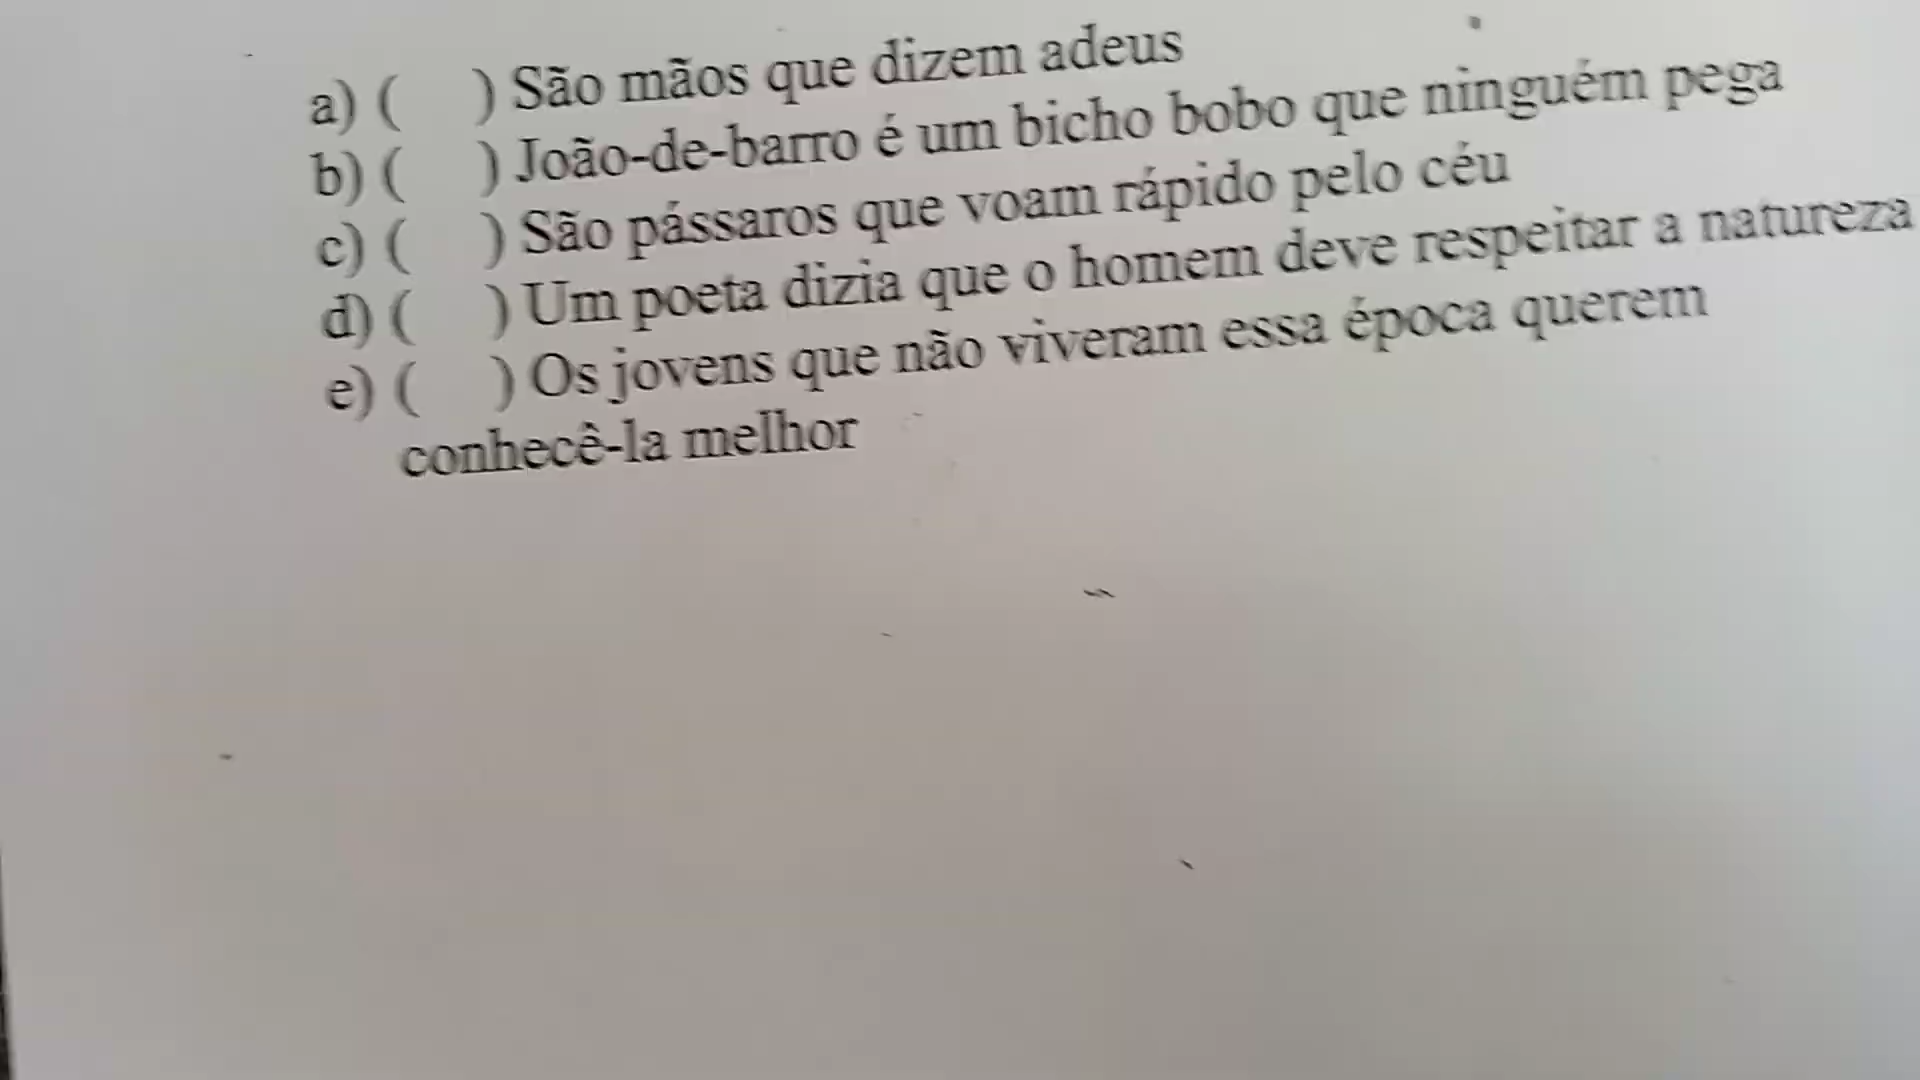 a) ( ) São mãos que dizem adeus
b) ( ) João-de-barro é um bicho bobo que ninguém pega
c) ( ) São pássaros que voam rápido pelo céu
d) ( ) Um poeta dizia que o homem deve respeitar a natureza
e) ( ) Os jovens que não viveram essa época querem
conhecê-la melhor